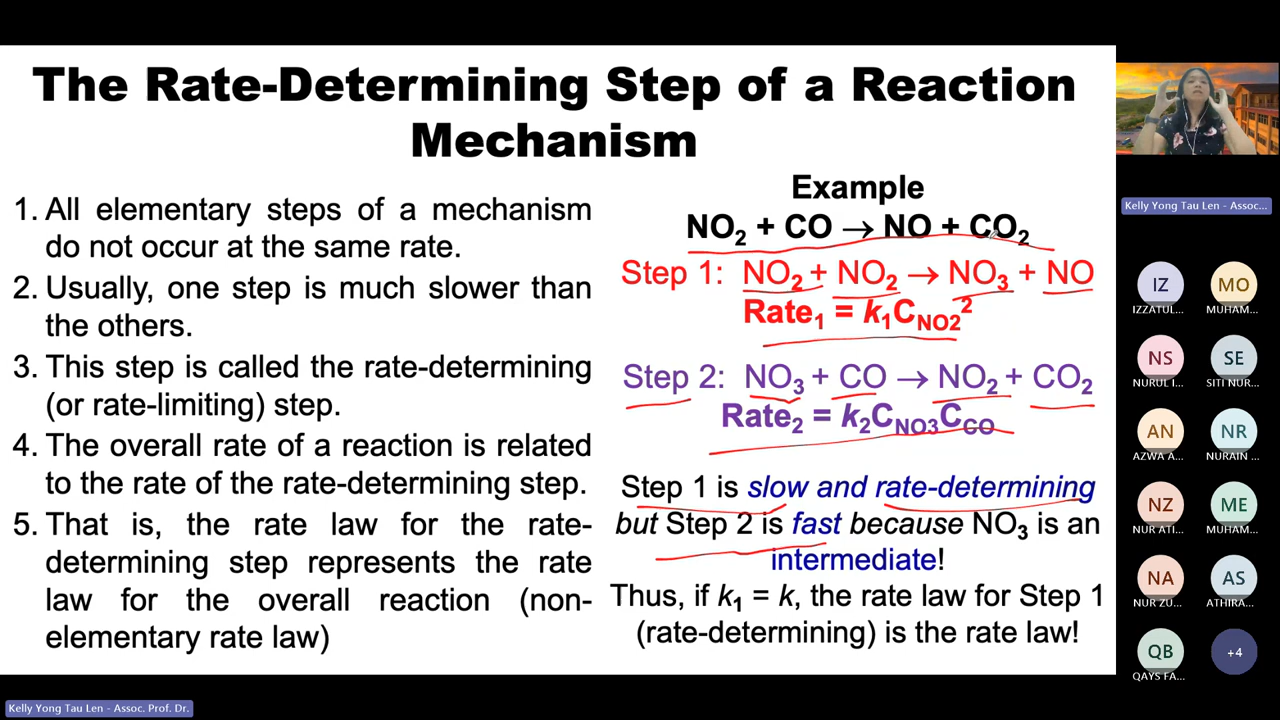 The Rate-Determining Step of a Reaction
Mechanism
1. All elementary steps of a mechanism
do not occur at the same rate.
2. Usually, one step is much slower than
the others.
3. This step is called the rate-determining
(or rate-limiting) step.
4. The overall rate of a reaction is related
to the rate of the rate-determining step.
5. That is, the rate law for the rate-
determining step represents the rate
law for the overall reaction (non-
elementary rate law)
Example
NO₂ + CO → NO + CO₂
Step 1: NO₂ + NO₂ → NO₃ + NO
Rate₁ = k₁C_NO2²
Step 2: NO₃ + CO → NO₂ + CO₂
Rate₂ = k₂C_NO3C_CO
Step 1 is slow and rate-determining
but Step 2 is fast because NO₃ is an
intermediate!
Thus, if k₁ = k, the rate law for Step 1
(rate-determining) is the rate law!
Kelly Yong Tau Len - Assoc...
IZ
IZZATUL...
MO
MUHAM...
NS
NURUL I...
SE
SITI NUR...
AN
AZWA A...
NR
NURAIN ...
NZ
NUR ATI...
ME
MUHAM...
NA
NUR ZU...
AS
ATHIRA...
QB
QAYS FA...
+4
Kelly Yong Tau Len - Assoc. Prof. Dr.